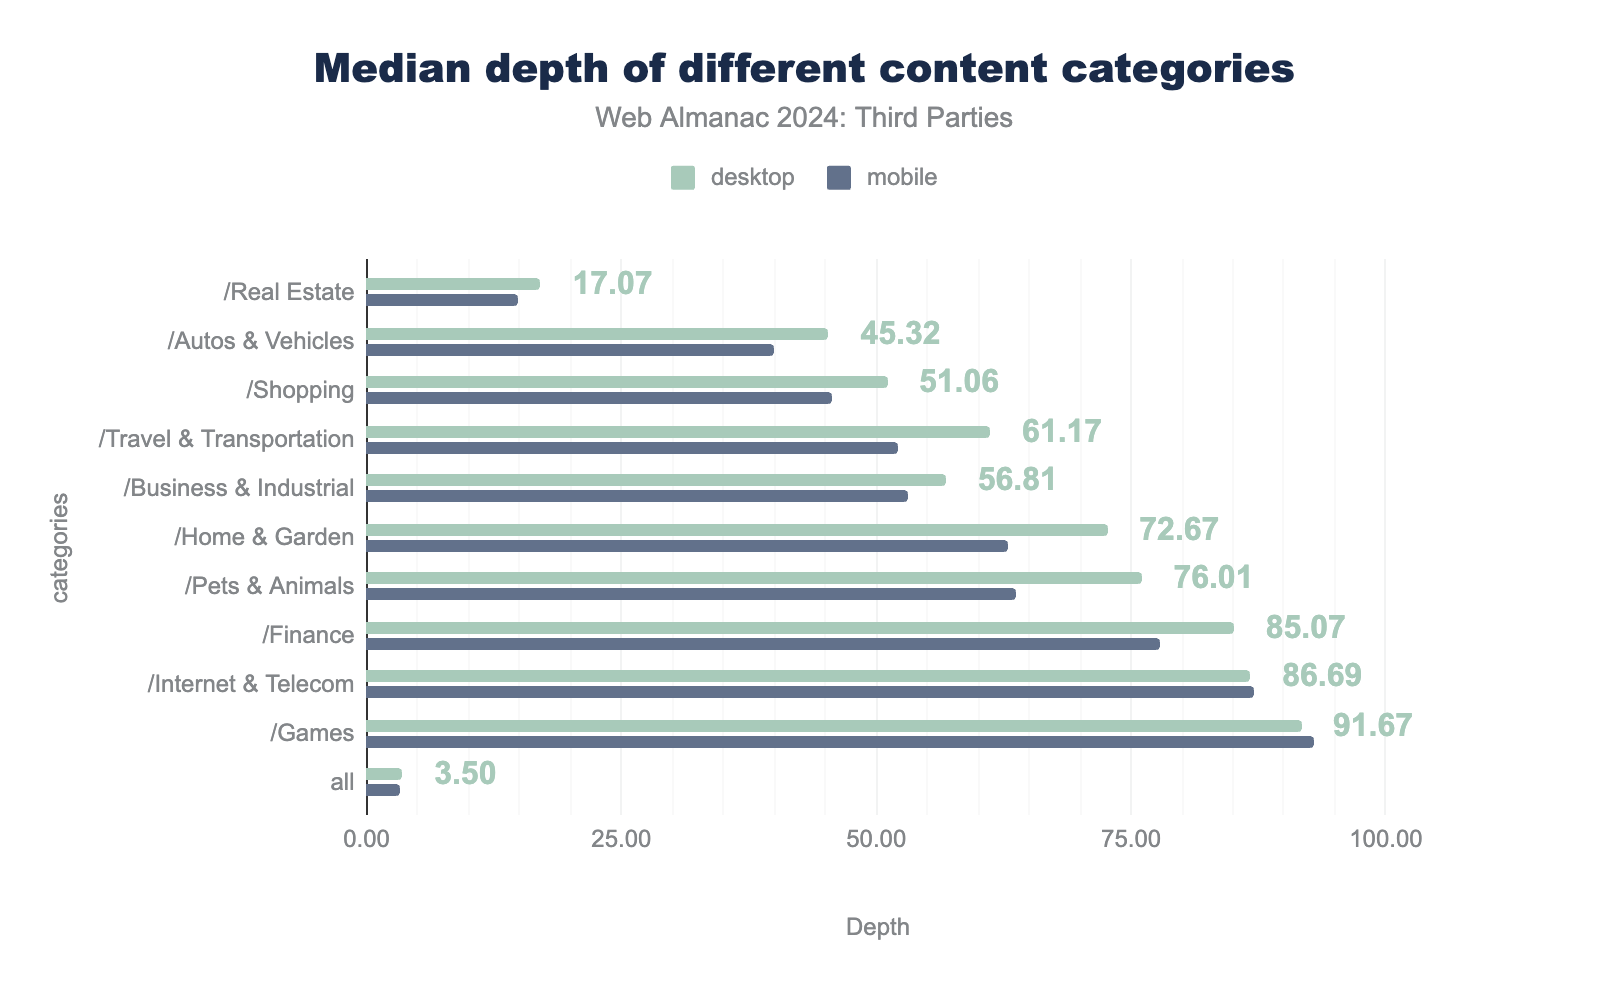 Median depth of different content categories
Web Almanac 2024: Third Parties
desktop mobile
/Real Estate 17.07
/Autos & Vehicles 45.32
/Shopping 51.06
/Travel & Transportation 61.17
/Business & Industrial 56.81
/Home & Garden 72.67
/Pets & Animals 76.01
/Finance 85.07
/Internet & Telecom 86.69
/Games 91.67
all 3.50
categories
0.00 25.00 50.00 75.00 100.00
Depth